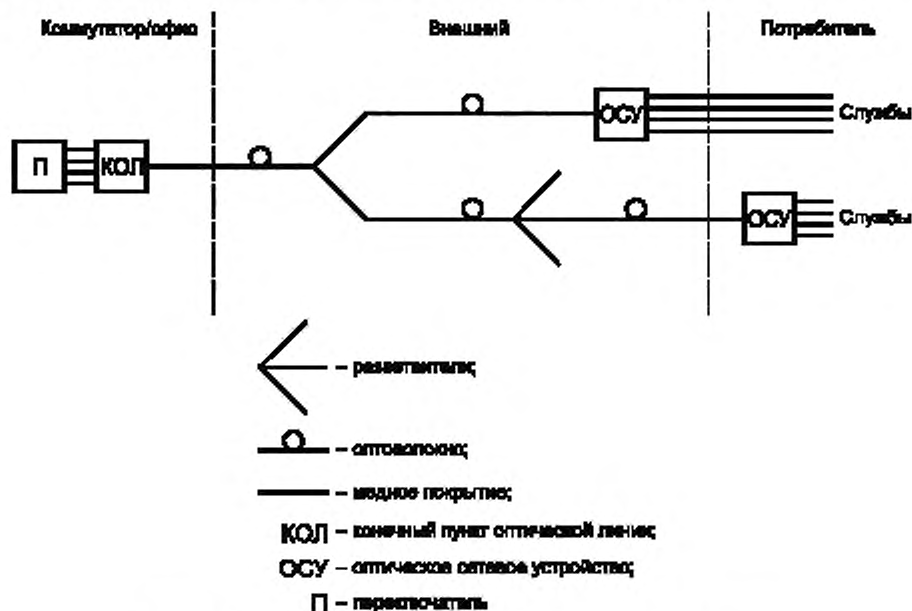 Коммутатор/офис
Внешний
Потребитель
ОСУ
Службы
П
КОЛ
ОСУ
Службы
– разветвитель;
– оптоволокно;
– медное покрытие;
КОЛ – конечный пункт оптической линии;
ОСУ – оптическое сетевое устройство;
П – переключатель